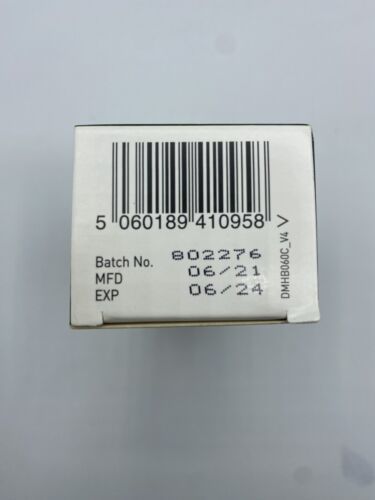 5 060189 410958 >
Batch No. 802276
MFD 06/21
EXP 06/24
DMHB060C_V4